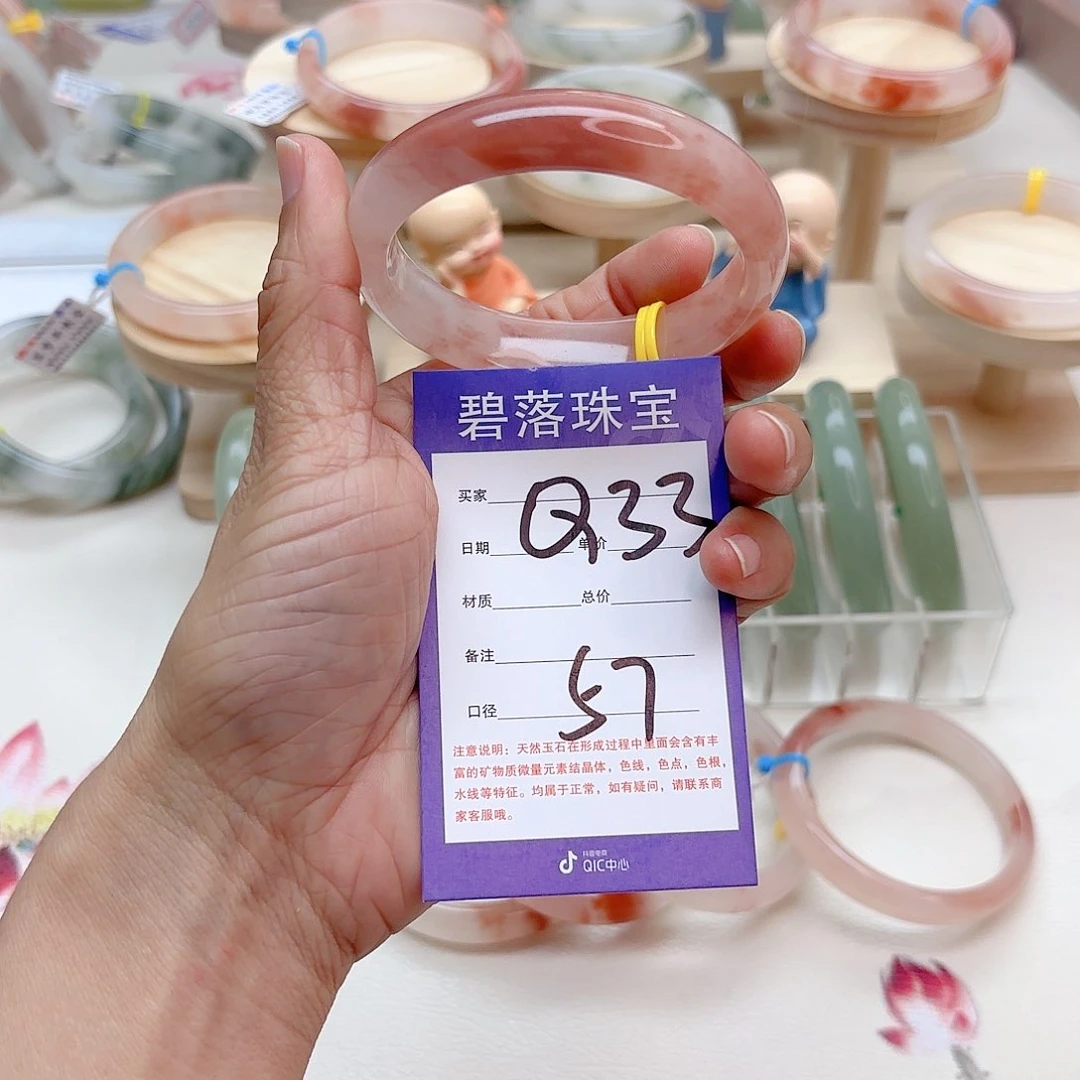 碧落珠宝
买家 Q33
日期 单价
材质 总价
备注
口径 57
注意说明：天然玉石在形成过程中里面会含有丰
富的矿物质微量元素结晶体，色线，色点，色根，
水线等特征。均属于正常，如有疑问，请联系商
家客服哦。
抖音电商
QIC中心